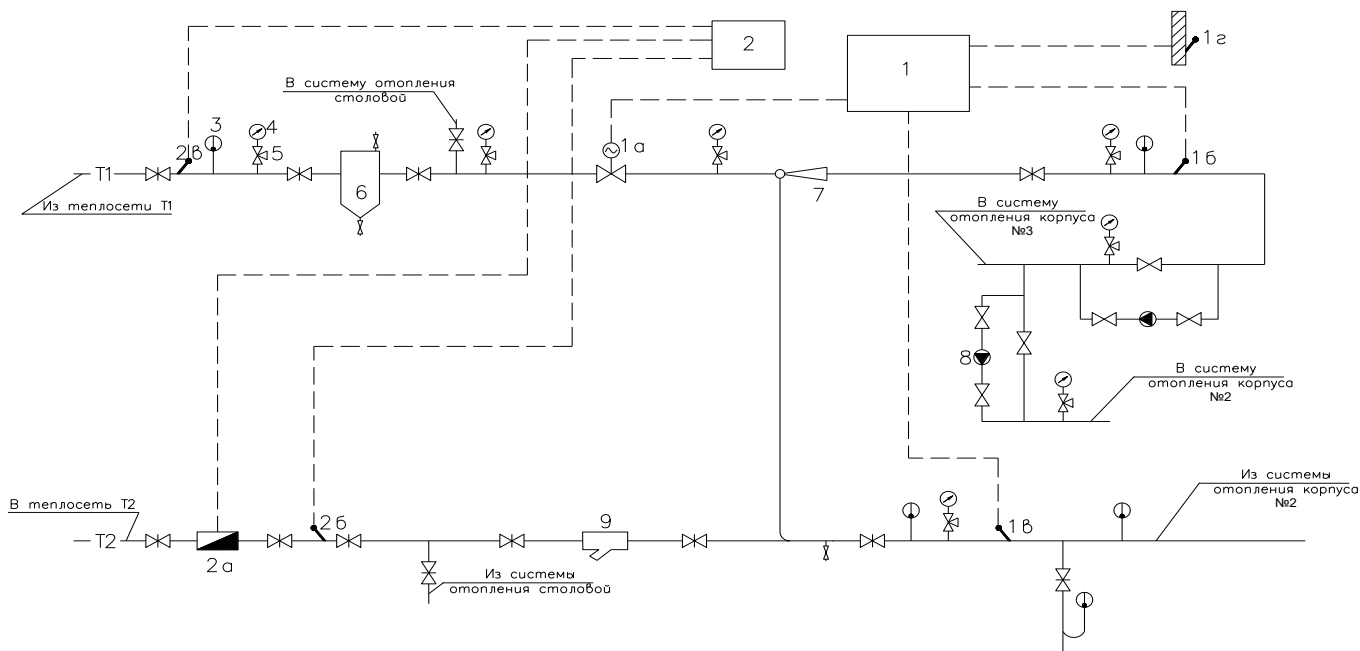 2
1
1г
В систему отопления
столовой
3
4
5
2в
1а
1б
Т1
6
7
Из теплосети Т1
В систему
отопления корпуса
№3
8
В систему
отопления корпуса
№2
Из системы
отопления корпуса
№2
В теплосеть Т2
Т2
2а
2б
9
1в
Из системы
отопления столовой